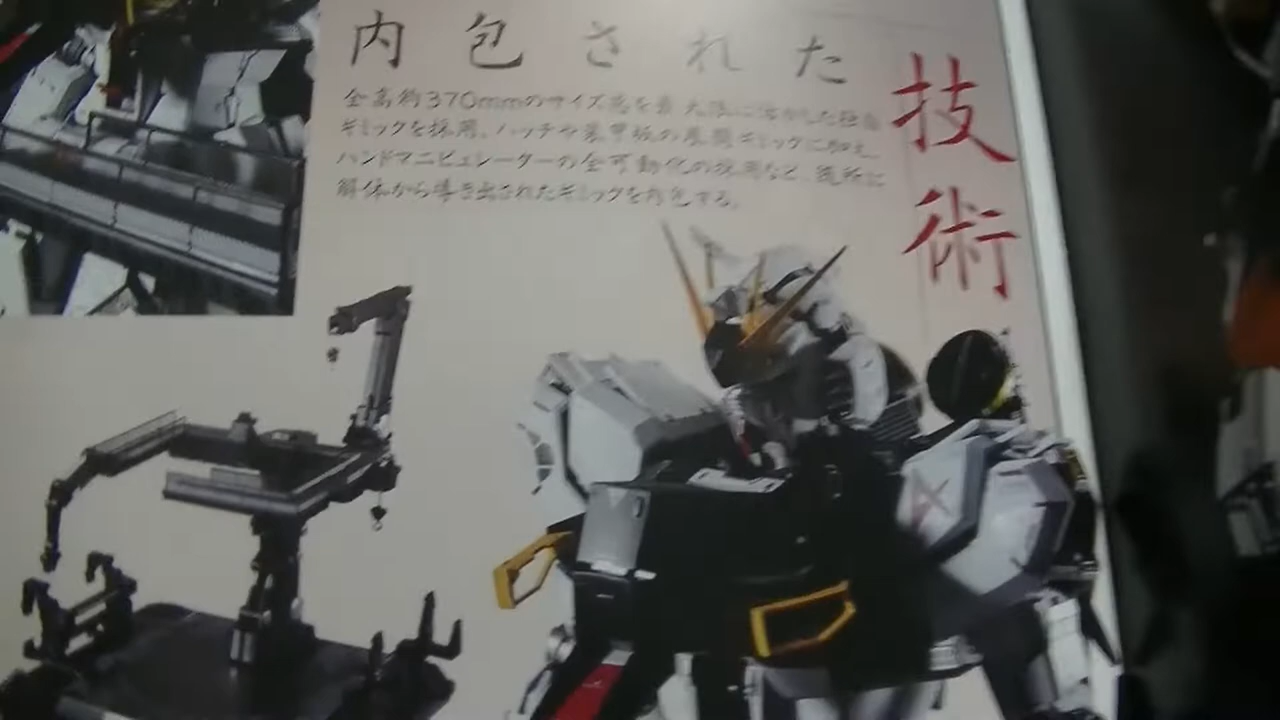 内包された
技術
全高約370mmのサイズ感を最大限に活かした独自
ギミックを採用。ハッチや装甲板の展開ギミックに加え、
ハンドマニピュレーターの全可動化の採用など、随所に
解体から導き出されたギミックを内包する。